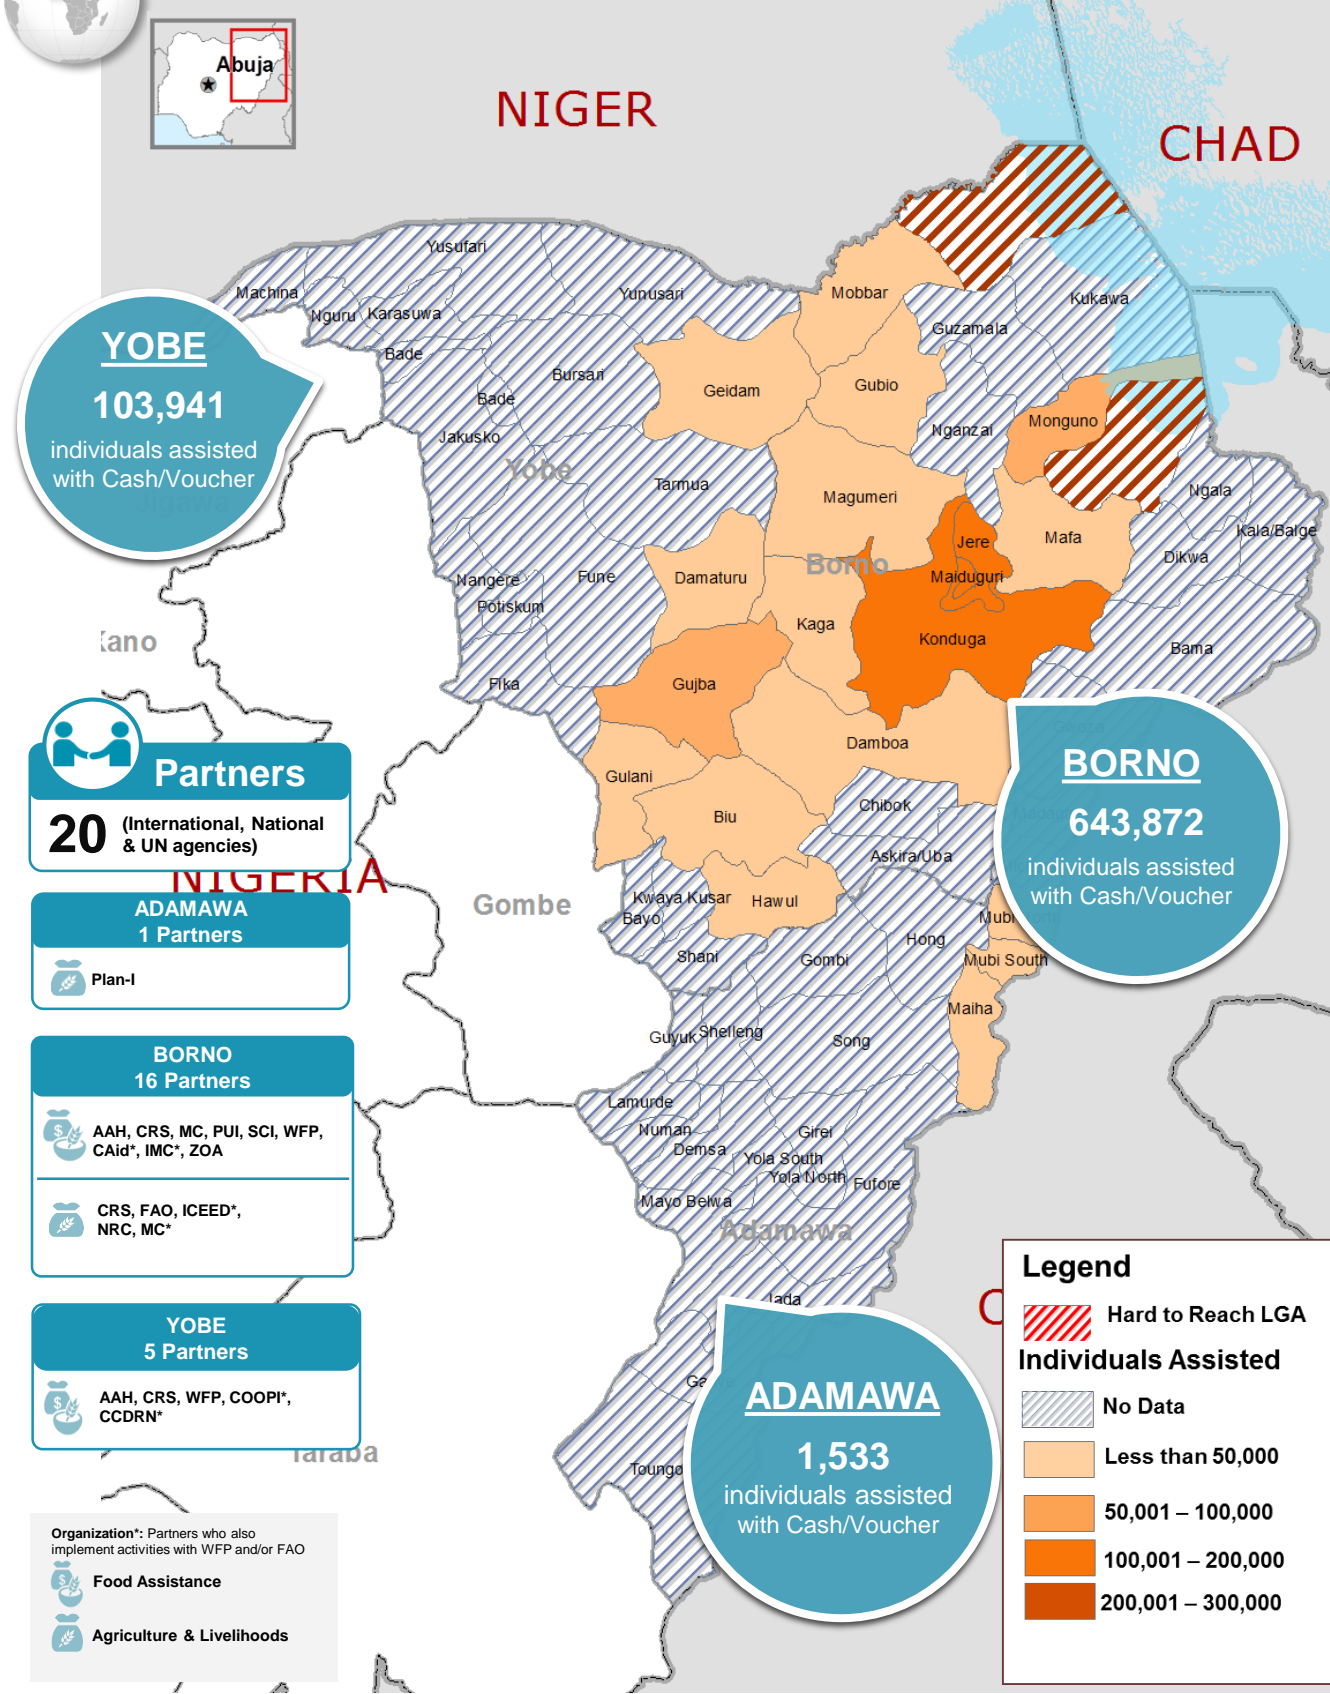 Abuja
NIGER
CHAD
Yusufari
Machina
Yunusari
Mobbar
Kukawa
Nguru
Karasuwa
Guzamala
Bade
Bursari
Geidam
Gubio
Bade
Monguno
Nganzai
Jakusko
Yobe
Tarmua
Magumeri
Ngala
Kala/Balge
Jere
Mafa
Dikwa
Borno
Nangere
Fune
Damaturu
Maiduguri
Potiskum
Kaga
Konduga
Bama
Fika
Gujba
Damboa
Gulani
Biu
Chibok
Askira/Uba
Kwaya Kusar
Hawul
Bayo
Hong
Mubi South
Shani
Gombi
Maiha
Guyuk
Shelleng
Song
Lamurde
Numan
Girei
Demsa
Yola South
Yola North
Fufore
Mayo Belwa
Adamawa
Jada
Toungo
Jigawa
Gombe
NIGERIA
Taraba
YOBE
103,941
individuals assisted
with Cash/Voucher
BORNO
643,872
individuals assisted
with Cash/Voucher
ADAMAWA
1,533
individuals assisted
with Cash/Voucher
Partners
20 (International, National
& UN agencies)
ADAMAWA
1 Partners
Plan-I
BORNO
16 Partners
AAH, CRS, MC, PUI, SCI, WFP,
CAid*, IMC*, ZOA
CRS, FAO, ICEED*,
NRC, MC*
YOBE
5 Partners
AAH, CRS, WFP, COOPI*,
CCDRN*
Organization*: Partners who also
implement activities with WFP and/or FAO
Food Assistance
Agriculture & Livelihoods
Legend
Hard to Reach LGA
Individuals Assisted
No Data
Less than 50,000
50,001 – 100,000
100,001 – 200,000
200,001 – 300,000